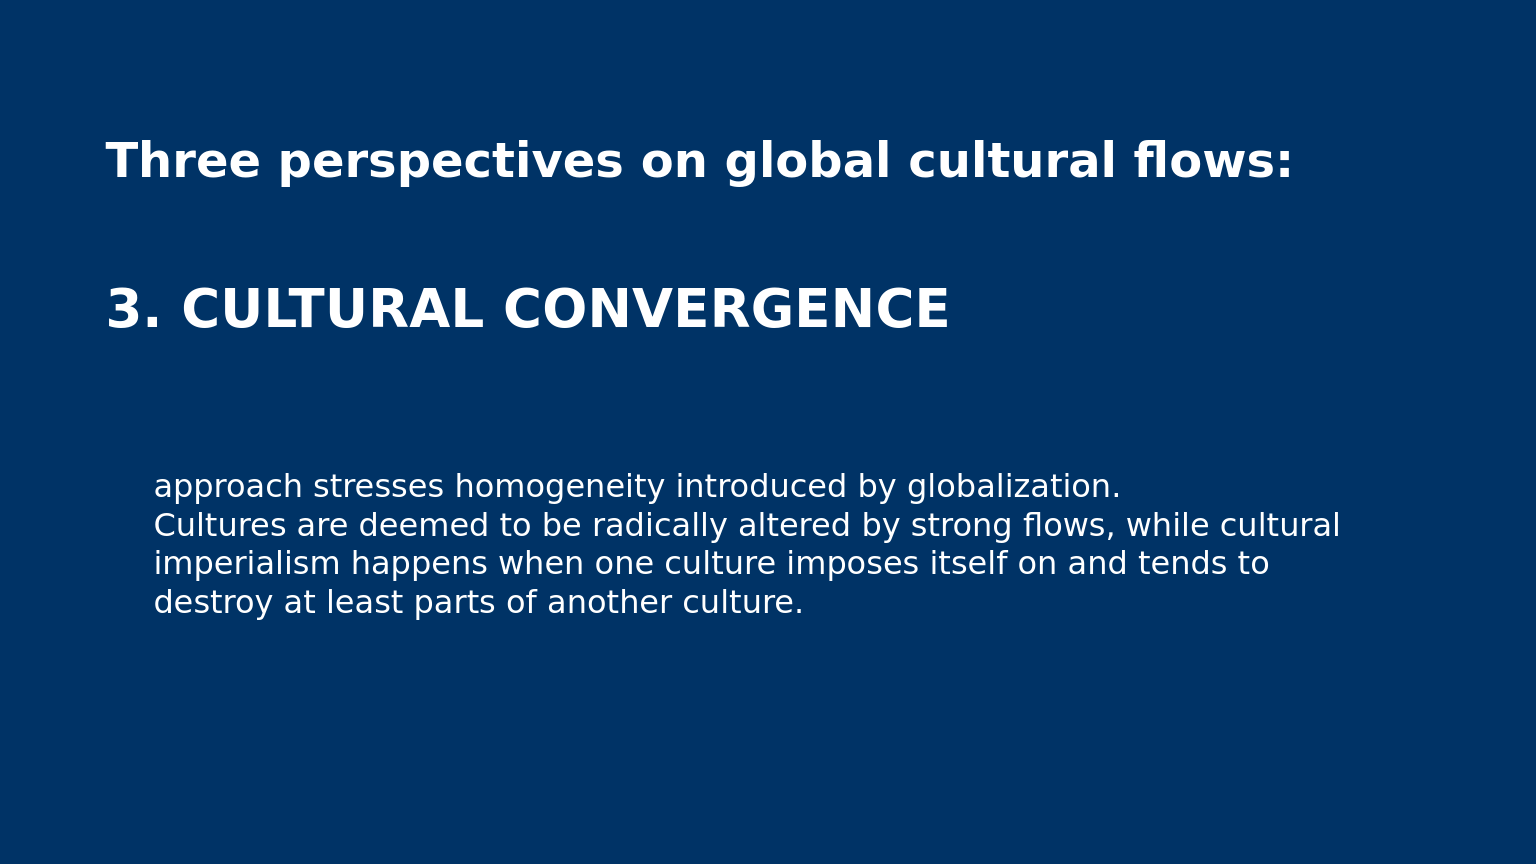 Three perspectives on global cultural flows:
3. CULTURAL CONVERGENCE
approach stresses homogeneity introduced by globalization.
Cultures are deemed to be radically altered by strong flows, while cultural
imperialism happens when one culture imposes itself on and tends to
destroy at least parts of another culture.